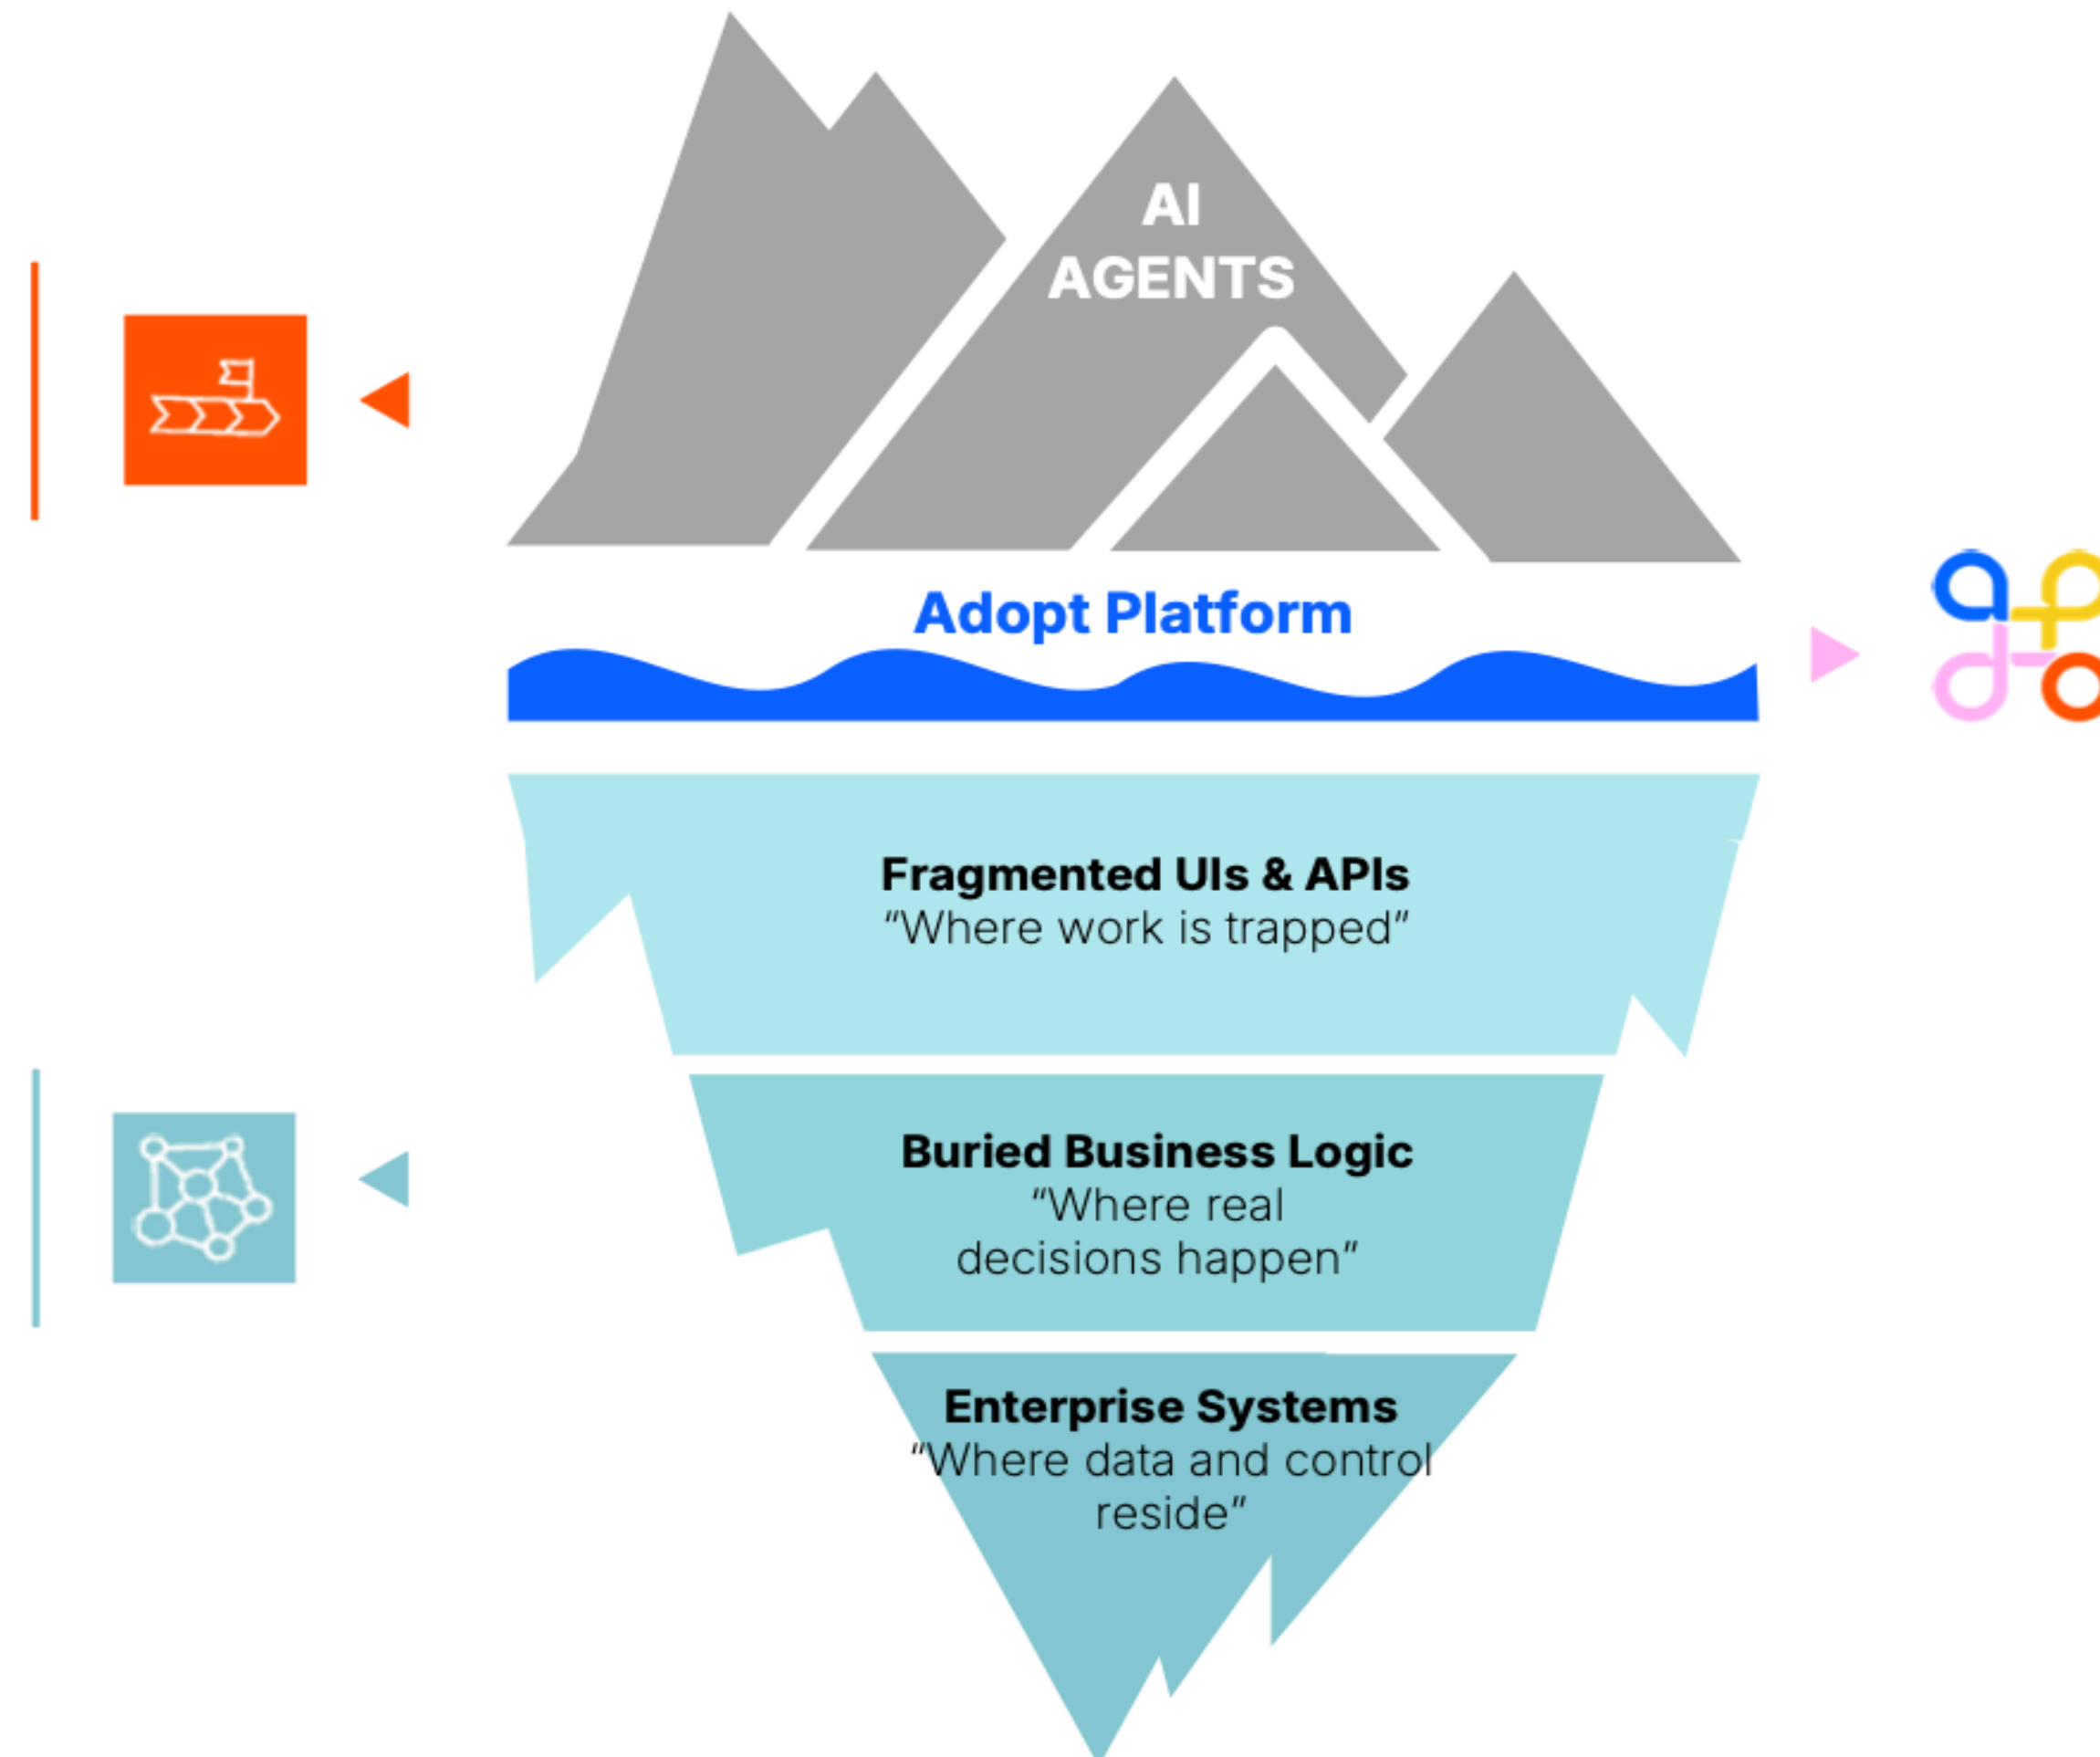 AI
AGENTS
Adopt Platform
Fragmented UIs & APIs
“Where work is trapped”
Buried Business Logic
“Where real
decisions happen”
Enterprise Systems
“Where data and control
reside”